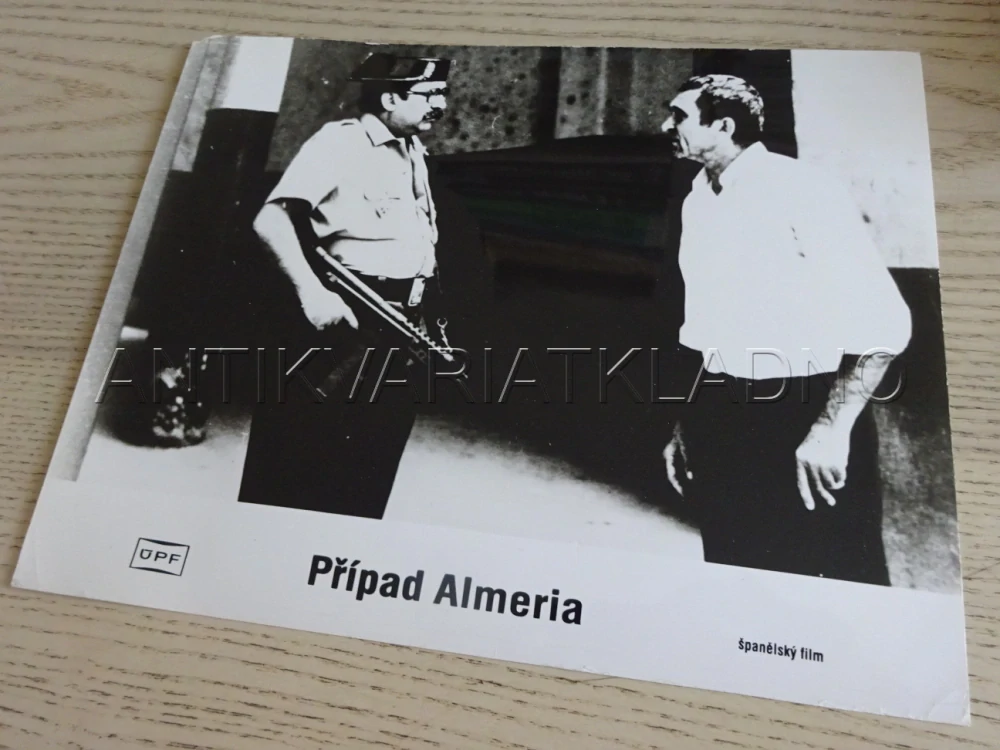 ANTIKVARIATKLADNO
ÚPF
Případ Almeria
španělský film